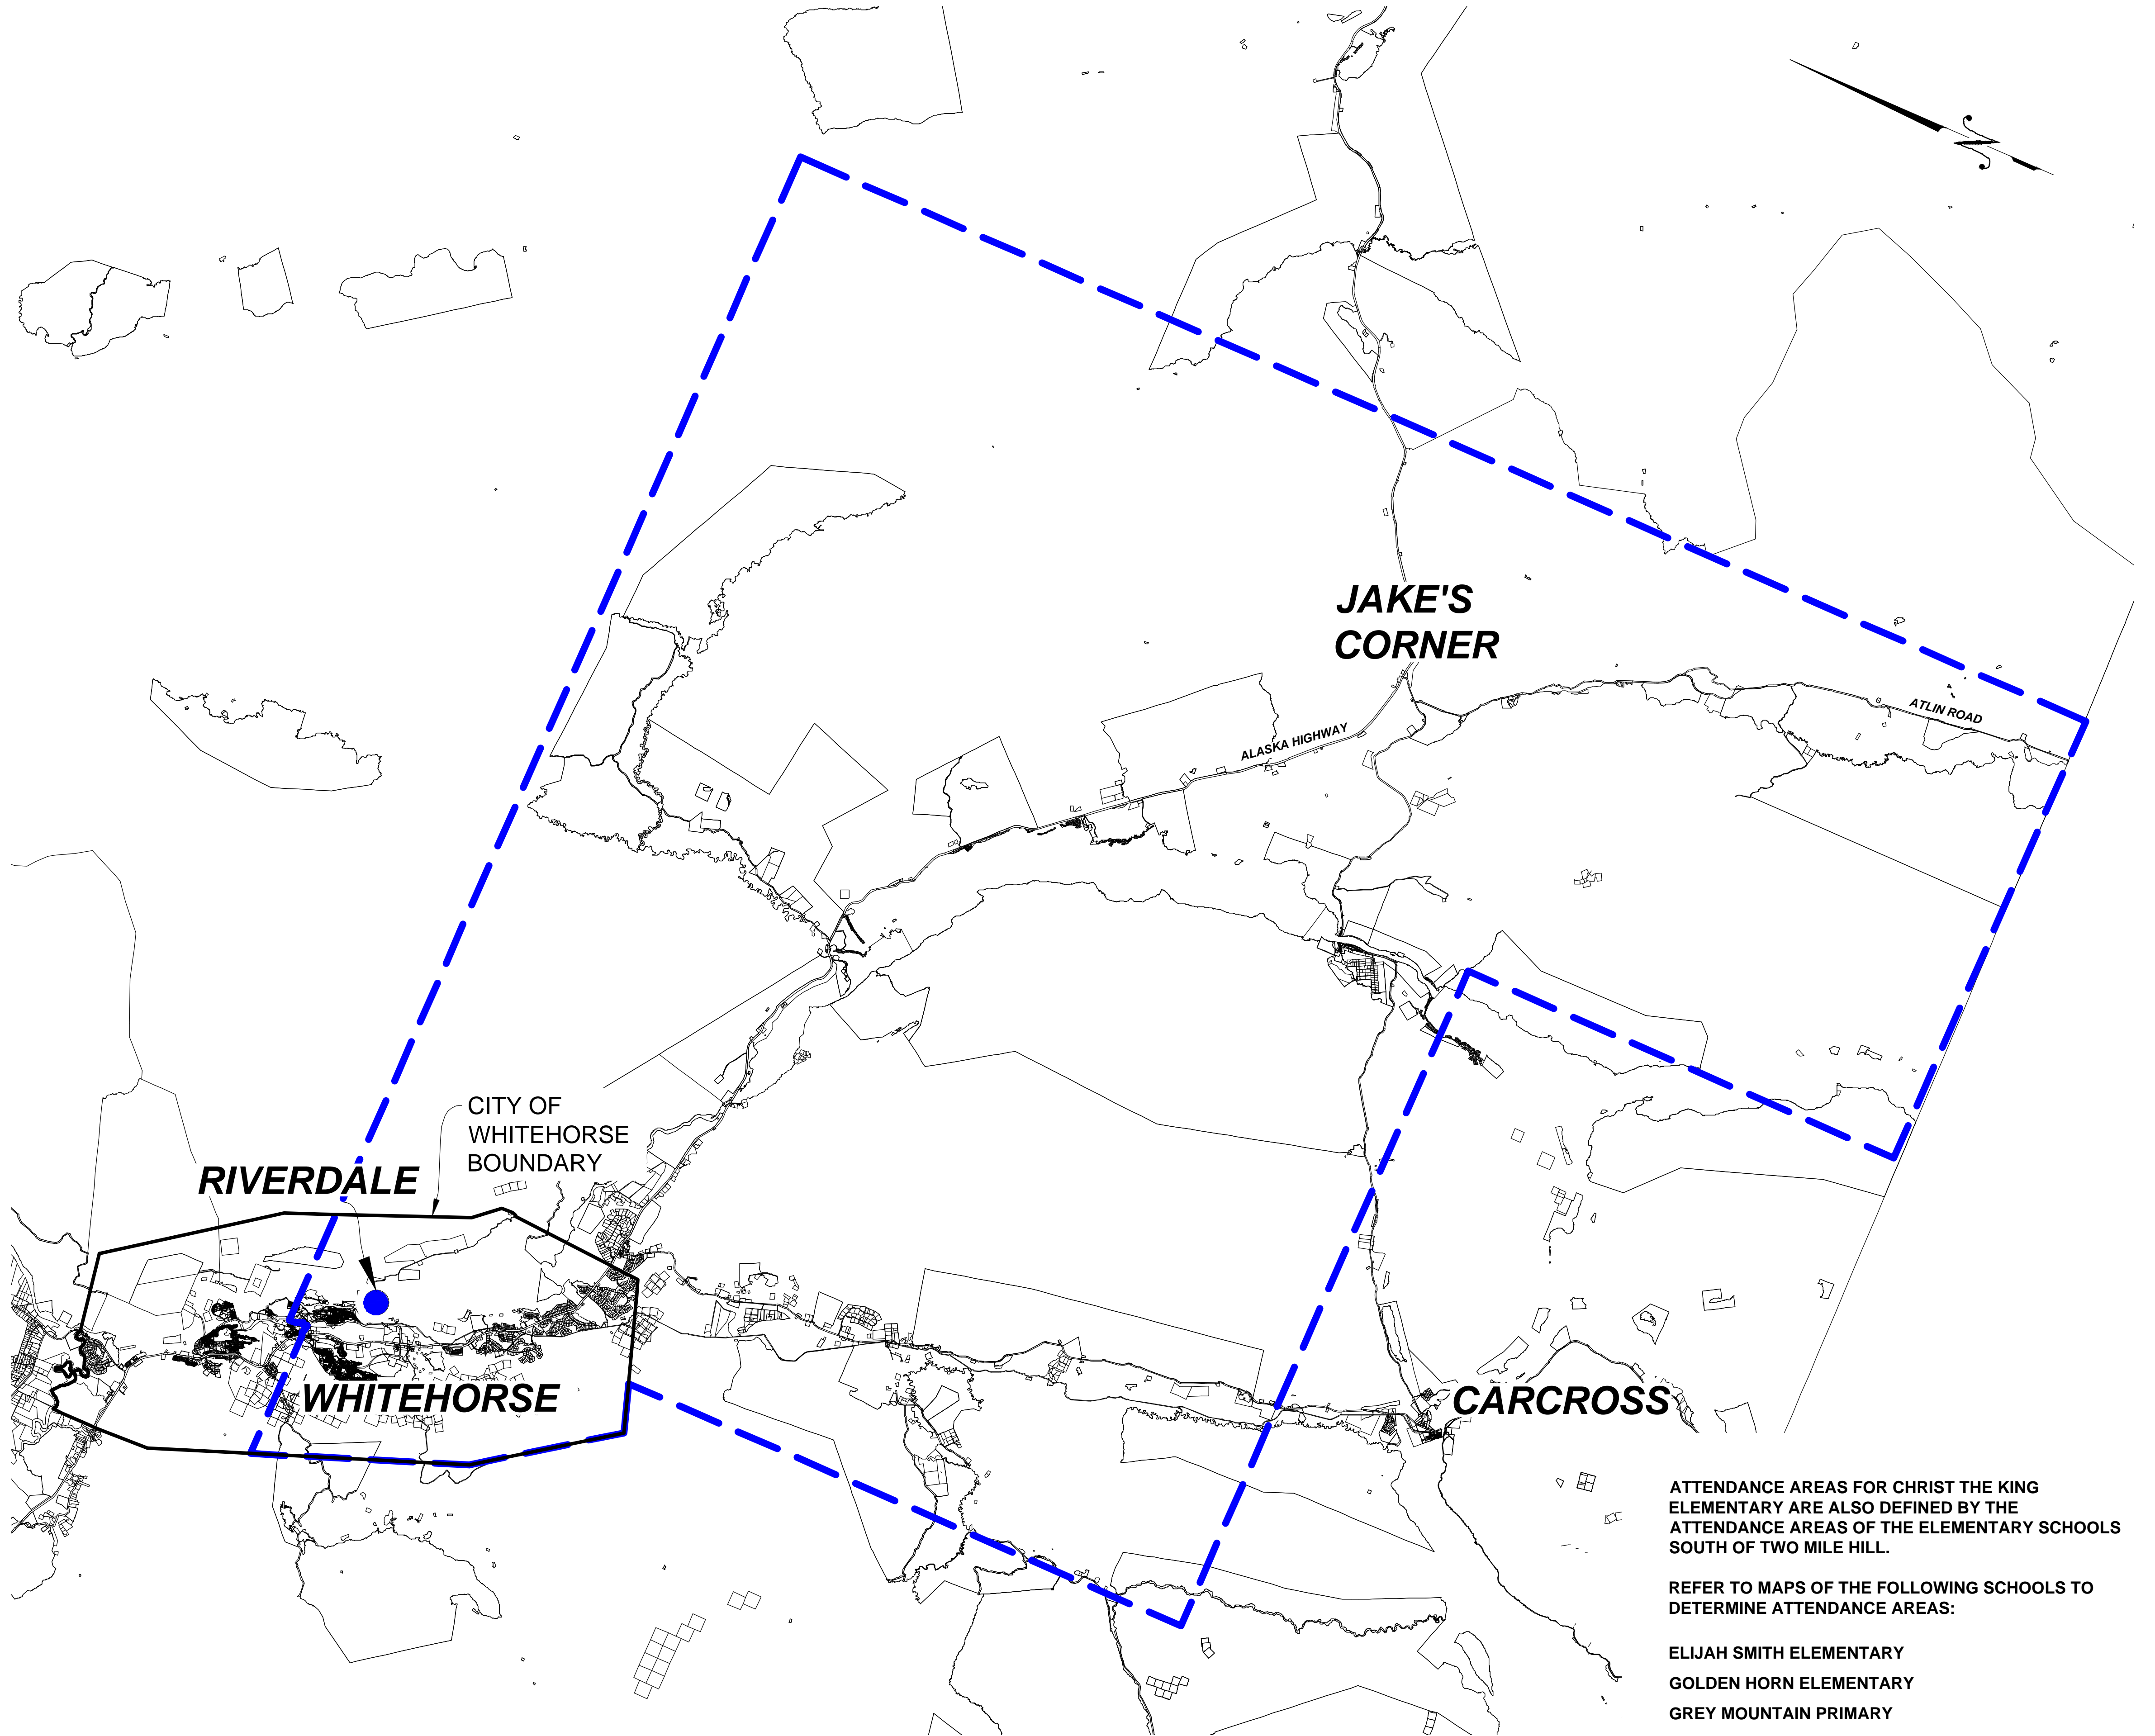 N
JAKE'S
CORNER
ATLIN ROAD
ALASKA HIGHWAY
CITY OF
WHITEHORSE
BOUNDARY
RIVERDALE
WHITEHORSE
CARCROSS
ATTENDANCE AREAS FOR CHRIST THE KING
ELEMENTARY ARE ALSO DEFINED BY THE
ATTENDANCE AREAS OF THE ELEMENTARY SCHOOLS
SOUTH OF TWO MILE HILL.
REFER TO MAPS OF THE FOLLOWING SCHOOLS TO
DETERMINE ATTENDANCE AREAS:
ELIJAH SMITH ELEMENTARY
GOLDEN HORN ELEMENTARY
GREY MOUNTAIN PRIMARY